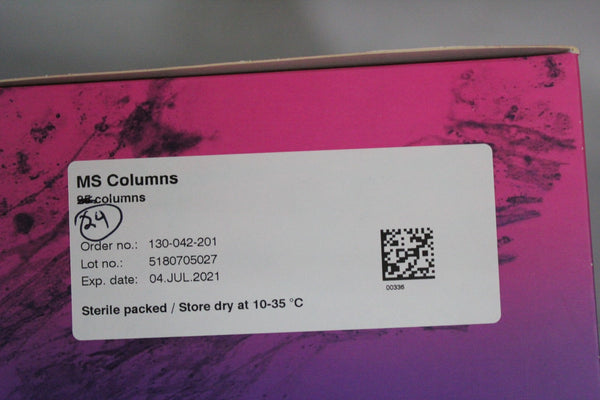 MS Columns
25 columns
24
Order no.: 130-042-201
Lot no.: 5180705027
Exp. date: 04.JUL.2021
00336
Sterile packed / Store dry at 10-35 °C